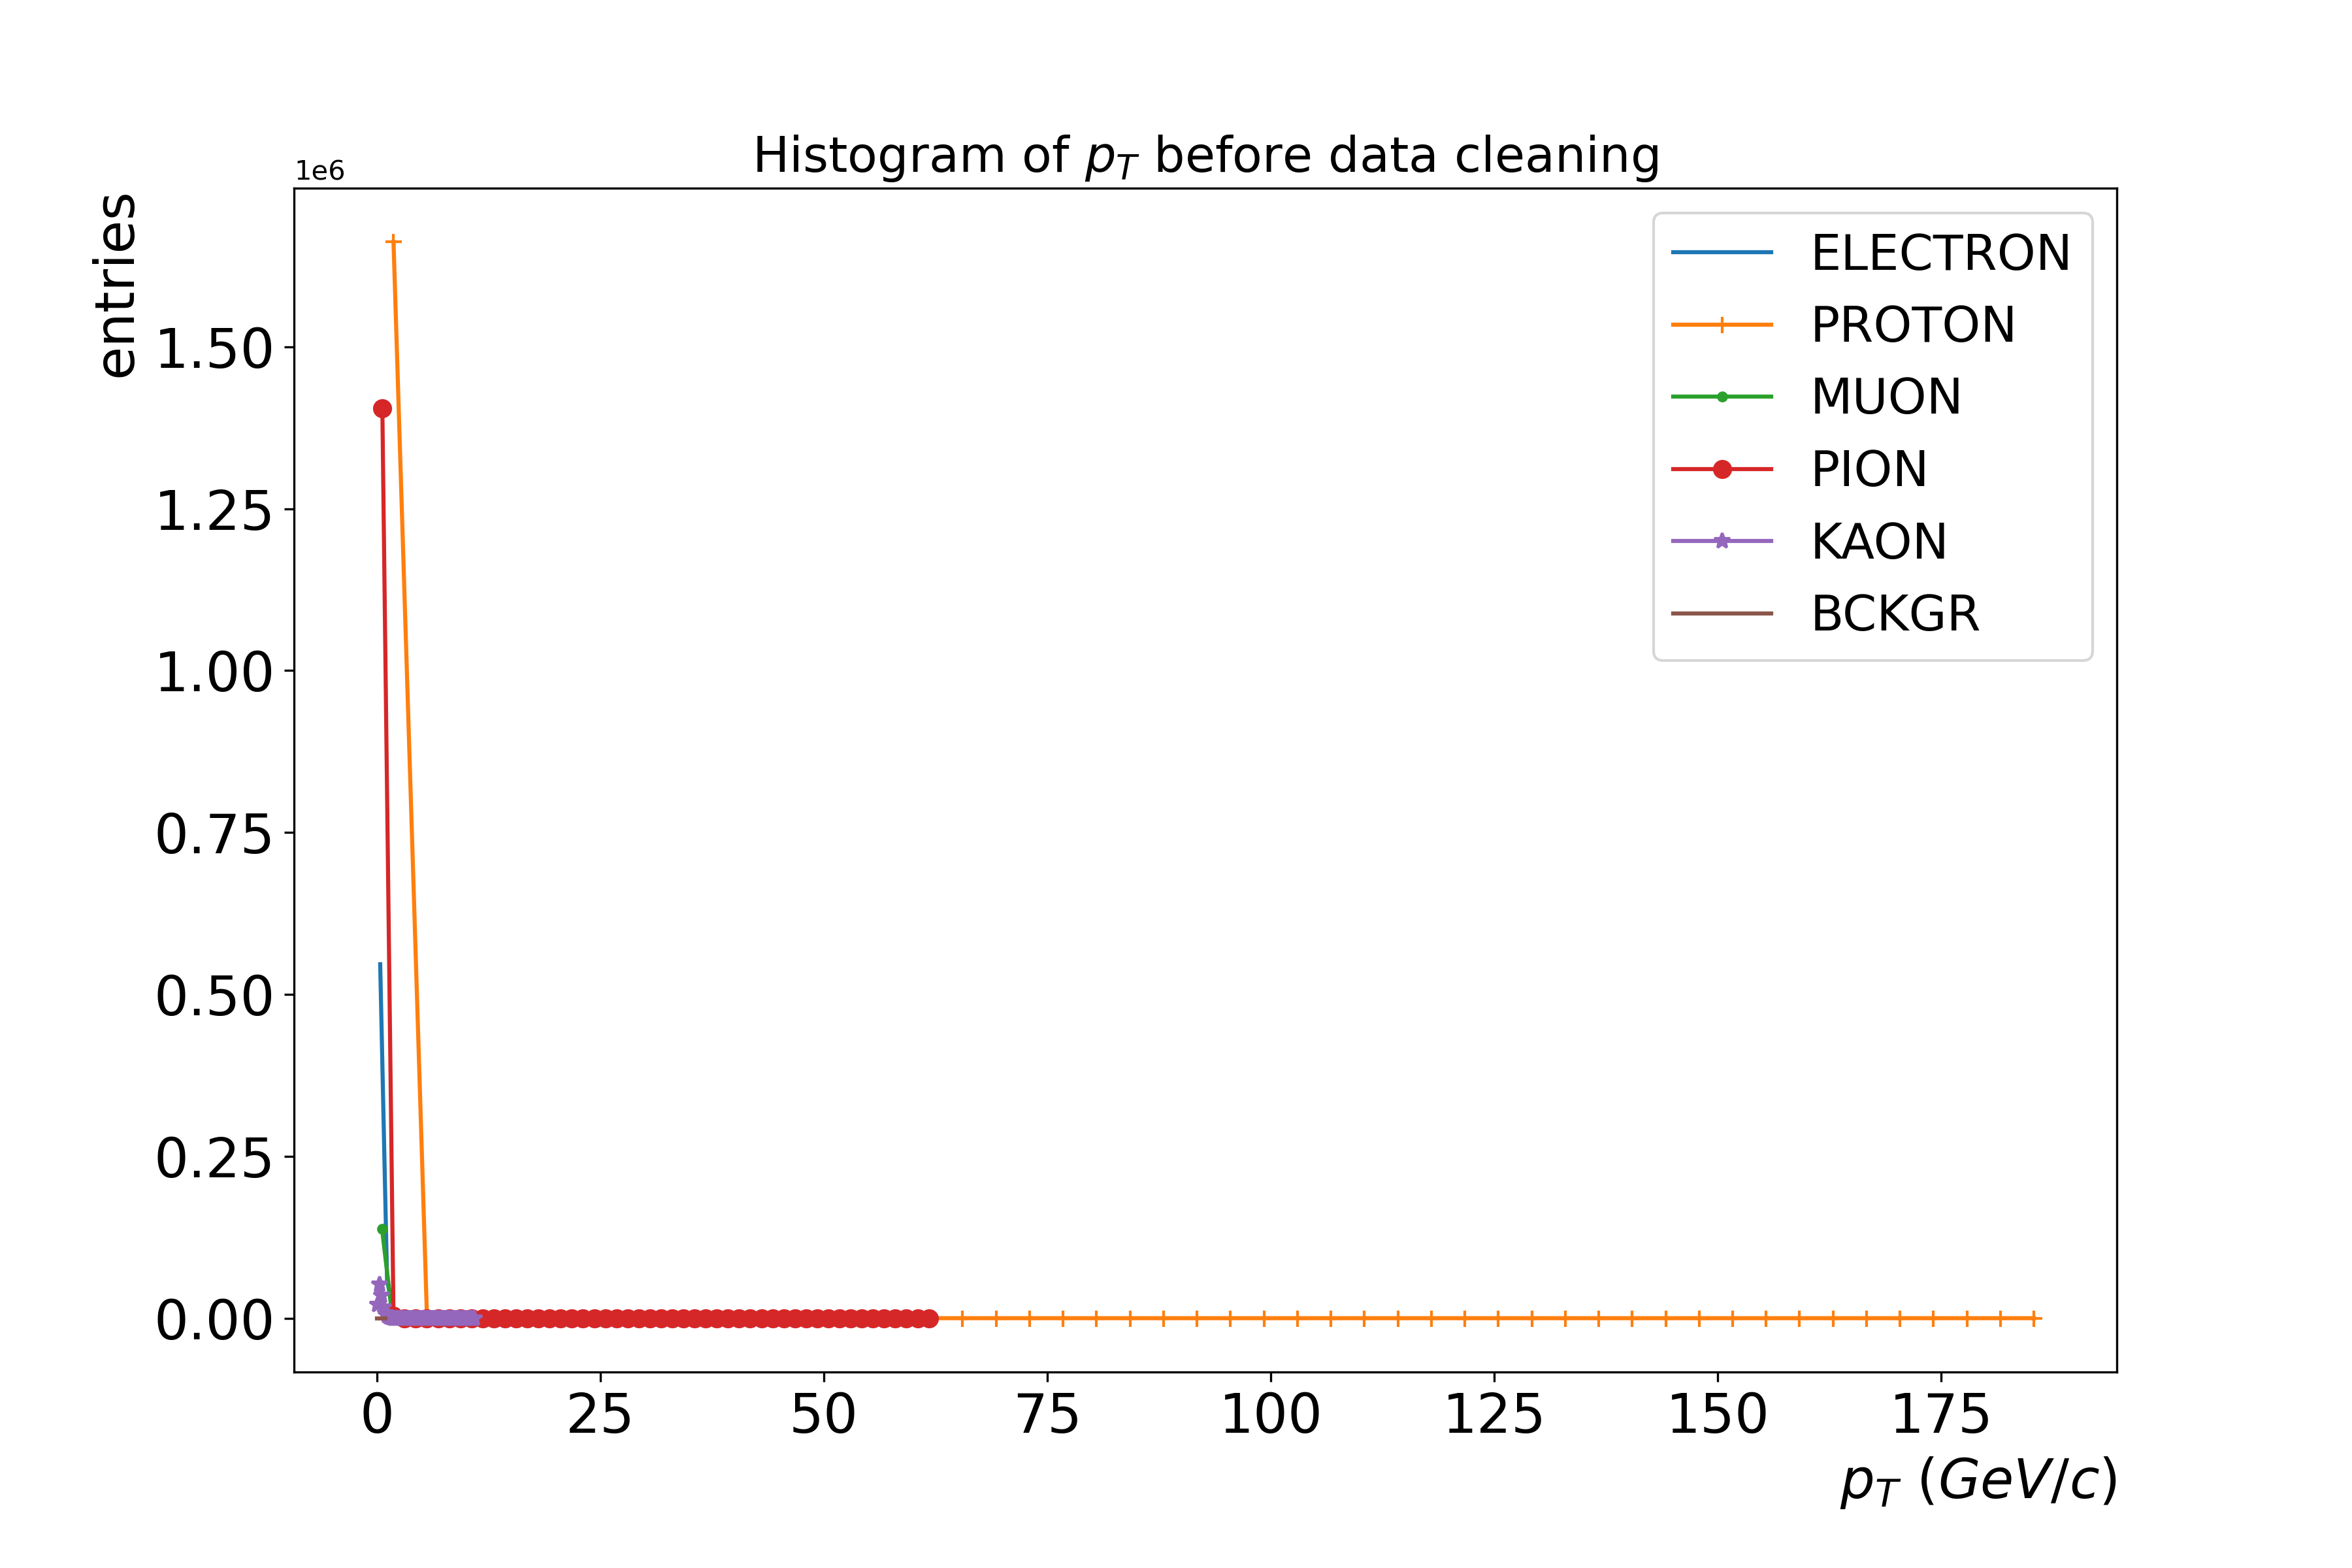 Histogram of p_T before data cleaning
1e6
entries
1.50
1.25
1.00
0.75
0.50
0.25
0.00
ELECTRON
PROTON
MUON
PION
KAON
BCKGR
0 25 50 75 100 125 150 175
p_T (GeV/c)